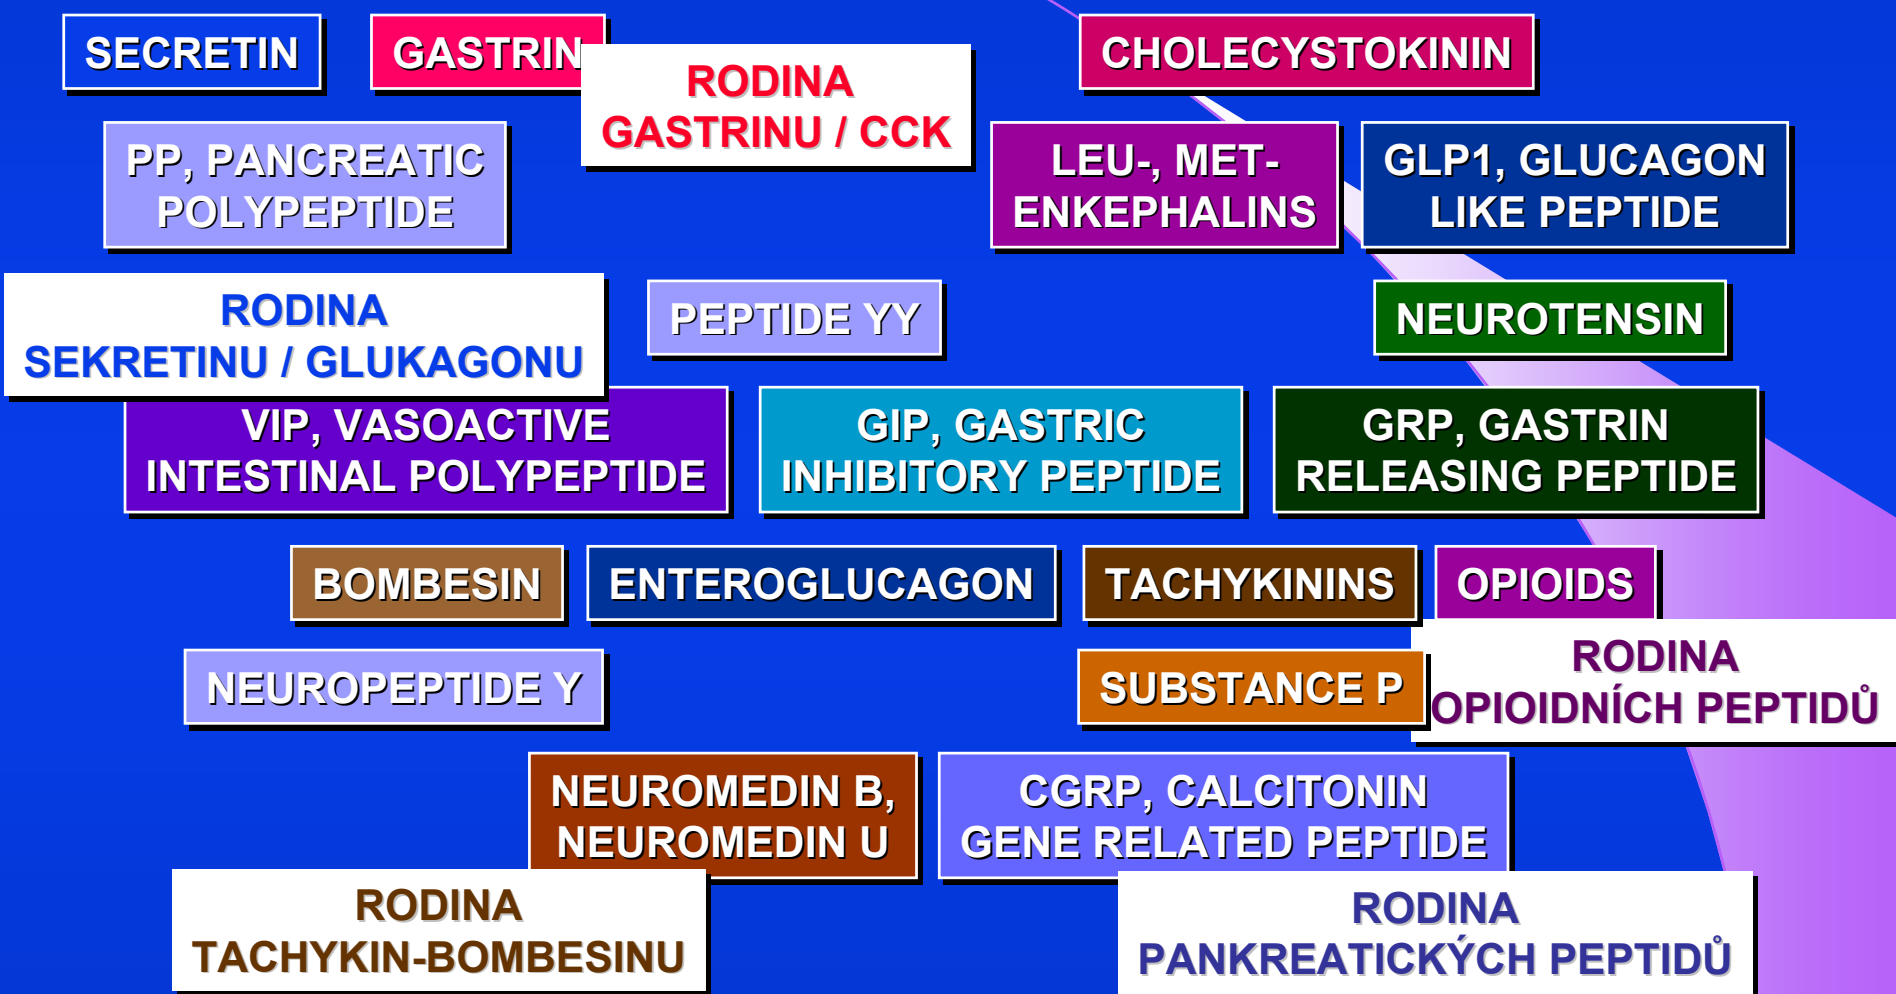 SECRETIN
GASTRIN
RODINA
GASTRINU / CCK
CHOLECYSTOKININ
PP, PANCREATIC
POLYPEPTIDE
LEU-, MET-
ENKEPHALINS
GLP1, GLUCAGON
LIKE PEPTIDE
RODINA
SEKRETINU / GLUKAGONU
PEPTIDE YY
NEUROTENSIN
VIP, VASOACTIVE
INTESTINAL POLYPEPTIDE
GIP, GASTRIC
INHIBITORY PEPTIDE
GRP, GASTRIN
RELEASING PEPTIDE
BOMBESIN
ENTEROGLUCAGON
TACHYKININS
OPIOIDS
NEUROPEPTIDE Y
SUBSTANCE P
RODINA
OPIOIDNÍCH PEPTIDŮ
NEUROMEDIN B,
NEUROMEDIN U
CGRP, CALCITONIN
GENE RELATED PEPTIDE
RODINA
TACHYKIN-BOMBESINU
RODINA
PANKREATICKÝCH PEPTIDŮ